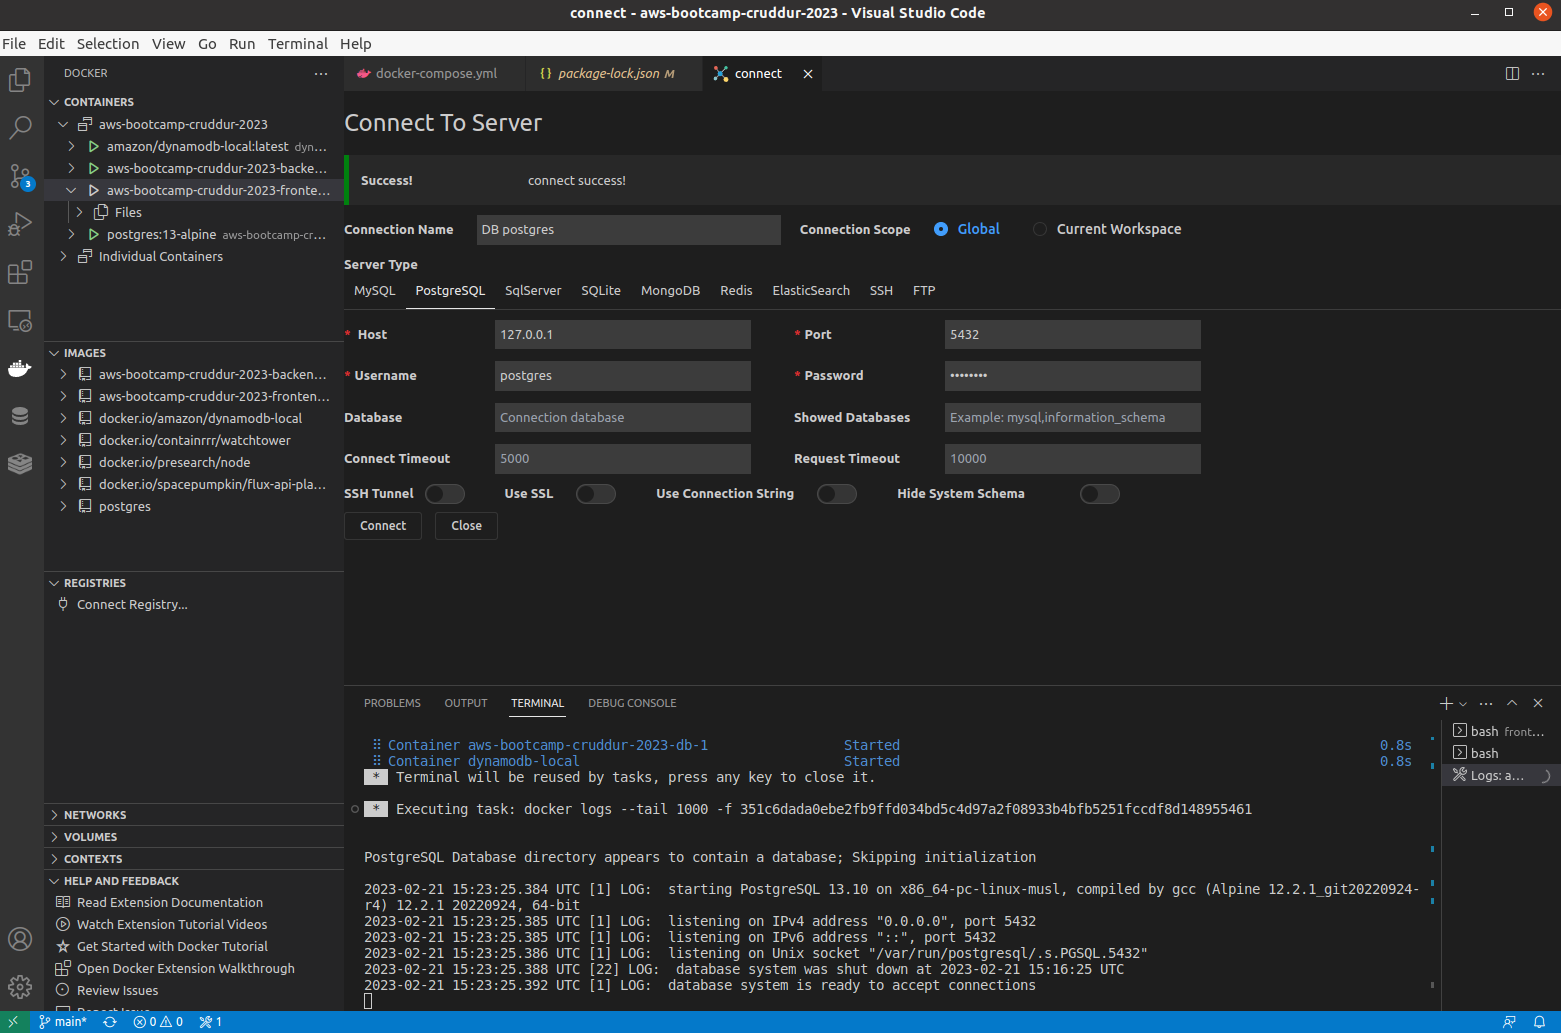 connect - aws-bootcamp-cruddur-2023 - Visual Studio Code
File Edit Selection View Go Run Terminal Help
DOCKER
docker-compose.yml
{} package-lock.json M
connect
CONTAINERS
aws-bootcamp-cruddur-2023
amazon/dynamodb-local:latest dyn...
aws-bootcamp-cruddur-2023-backe...
aws-bootcamp-cruddur-2023-fronte...
Files
postgres:13-alpine aws-bootcamp-cr...
Individual Containers
3
IMAGES
aws-bootcamp-cruddur-2023-backen...
aws-bootcamp-cruddur-2023-fronten...
docker.io/amazon/dynamodb-local
docker.io/containrrr/watchtower
docker.io/presearch/node
docker.io/spacepumpkin/flux-api-pla...
postgres
REGISTRIES
Connect Registry...
NETWORKS
VOLUMES
CONTEXTS
HELP AND FEEDBACK
Read Extension Documentation
Watch Extension Tutorial Videos
Get Started with Docker Tutorial
Open Docker Extension Walkthrough
Review Issues
Connect To Server
Success! connect success!
Connection Name DB postgres Connection Scope Global Current Workspace
Server Type
MySQL PostgreSQL SqlServer SQLite MongoDB Redis ElasticSearch SSH FTP
* Host 127.0.0.1 * Port 5432
* Username postgres * Password ••••••••
Database Connection database Showed Databases Example: mysql,information_schema
Connect Timeout 5000 Request Timeout 10000
SSH Tunnel Use SSL Use Connection String Hide System Schema
Connect Close
PROBLEMS OUTPUT TERMINAL DEBUG CONSOLE
Container aws-bootcamp-cruddur-2023-db-1 Started 0.8s
Container dynamodb-local Started 0.8s
* Terminal will be reused by tasks, press any key to close it.
* Executing task: docker logs --tail 1000 -f 351c6dada0ebe2fb9ffd034bd5c4d97a2f08933b4bfb5251fccdf8d148955461
PostgreSQL Database directory appears to contain a database; Skipping initialization
2023-02-21 15:23:25.384 UTC [1] LOG: starting PostgreSQL 13.10 on x86_64-pc-linux-musl, compiled by gcc (Alpine 12.2.1_git20220924-
r4) 12.2.1 20220924, 64-bit
2023-02-21 15:23:25.385 UTC [1] LOG: listening on IPv4 address "0.0.0.0", port 5432
2023-02-21 15:23:25.385 UTC [1] LOG: listening on IPv6 address "::", port 5432
2023-02-21 15:23:25.386 UTC [1] LOG: listening on Unix socket "/var/run/postgresql/.s.PGSQL.5432"
2023-02-21 15:23:25.388 UTC [22] LOG: database system was shut down at 2023-02-21 15:16:25 UTC
2023-02-21 15:23:25.392 UTC [1] LOG: database system is ready to accept connections
bash front...
bash
Logs: a...
main* 0 0 1